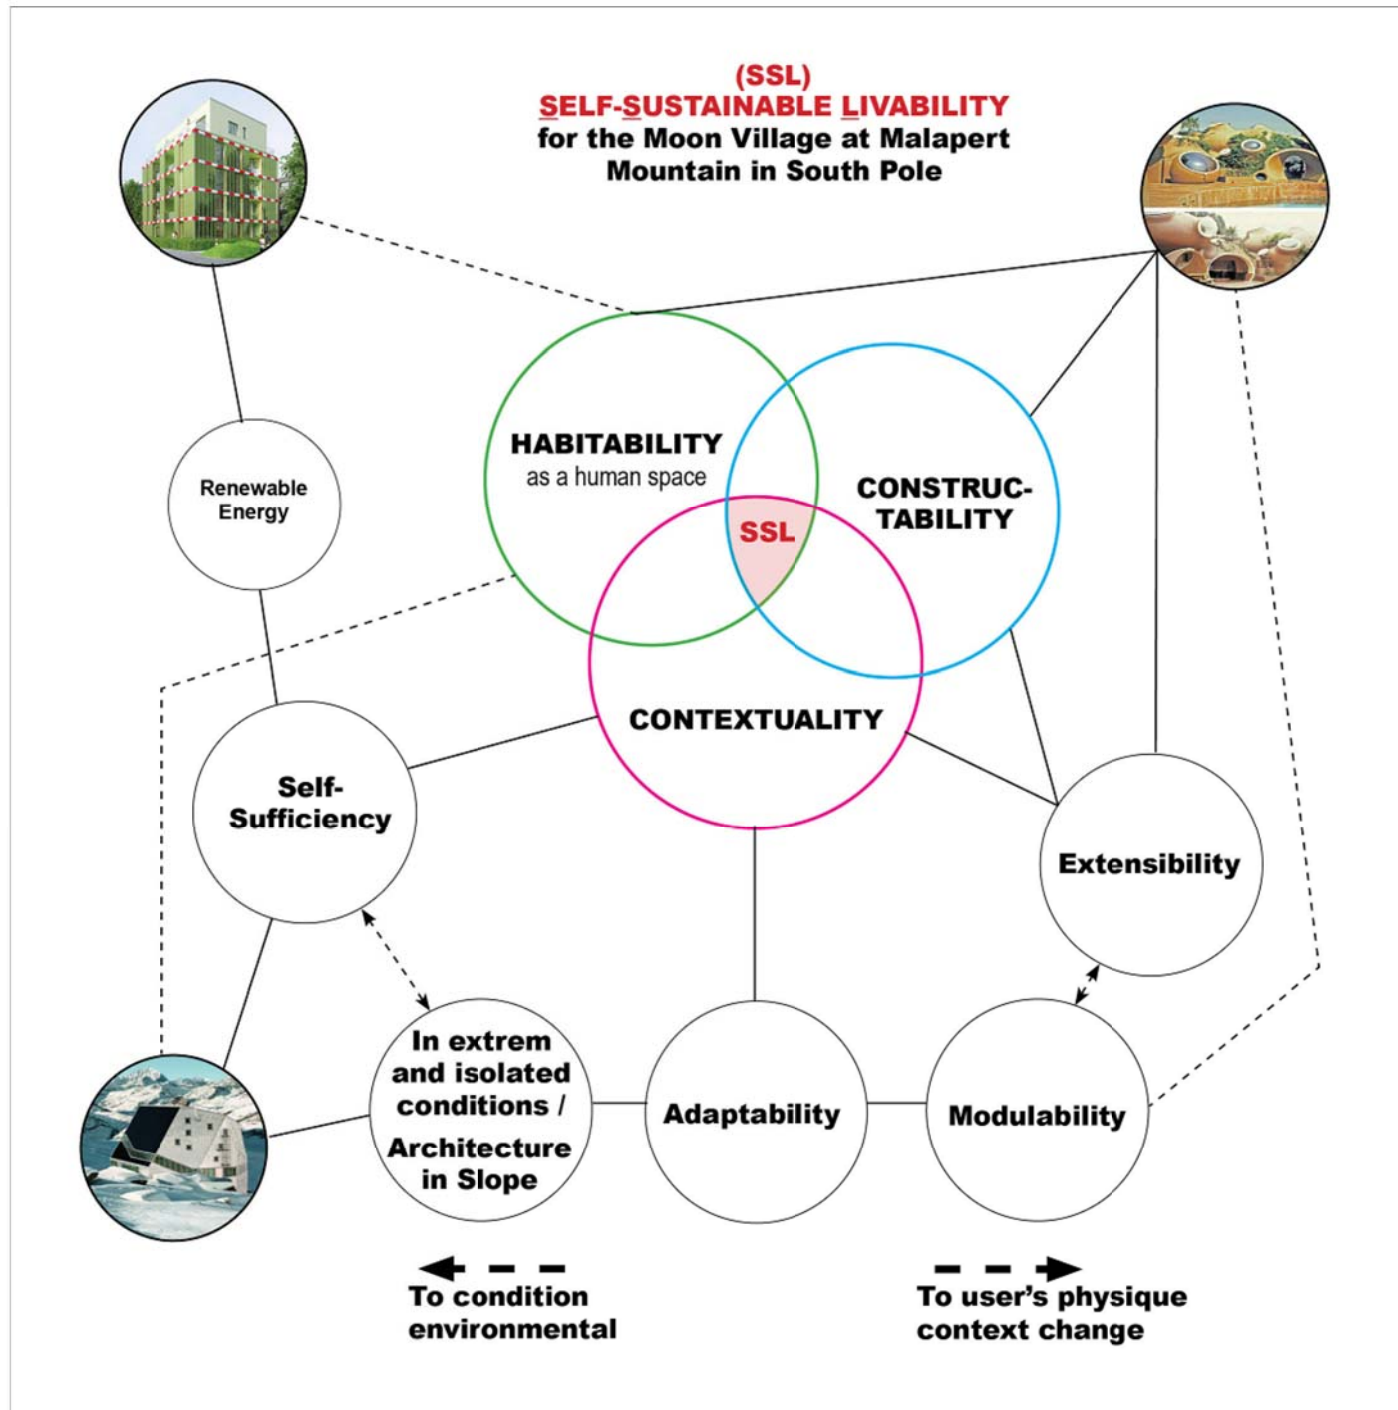 (SSL)
SELF-SUSTAINABLE LIVABILITY
for the Moon Village at Malapert
Mountain in South Pole
HABITABILITY
as a human space
CONSTRUC-
TABILITY
Renewable
Energy
SSL
CONTEXTUALITY
Self-
Sufficiency
Extensibility
In extrem
and isolated
conditions /
Architecture
in Slope
Adaptability
Modulability
To condition
environmental
To user's physique
context change